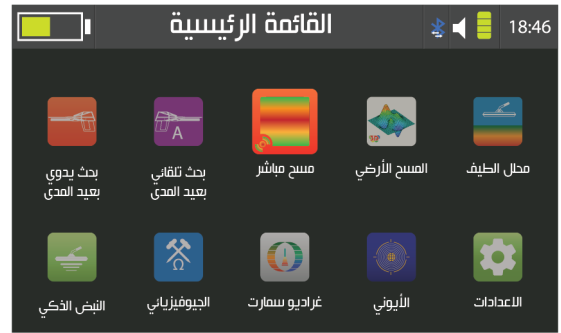 القائمة الرئيسية
18:46
محلل الطيف
المسح الأرضي
مسح مباشر
بحث تلقائي
بعيد المدى
بحث يدوي
بعيد المدى
A
الاعدادات
الأيوني
غراديو سمارت
الجيوفيزيائي
Ω
النبض الذكي